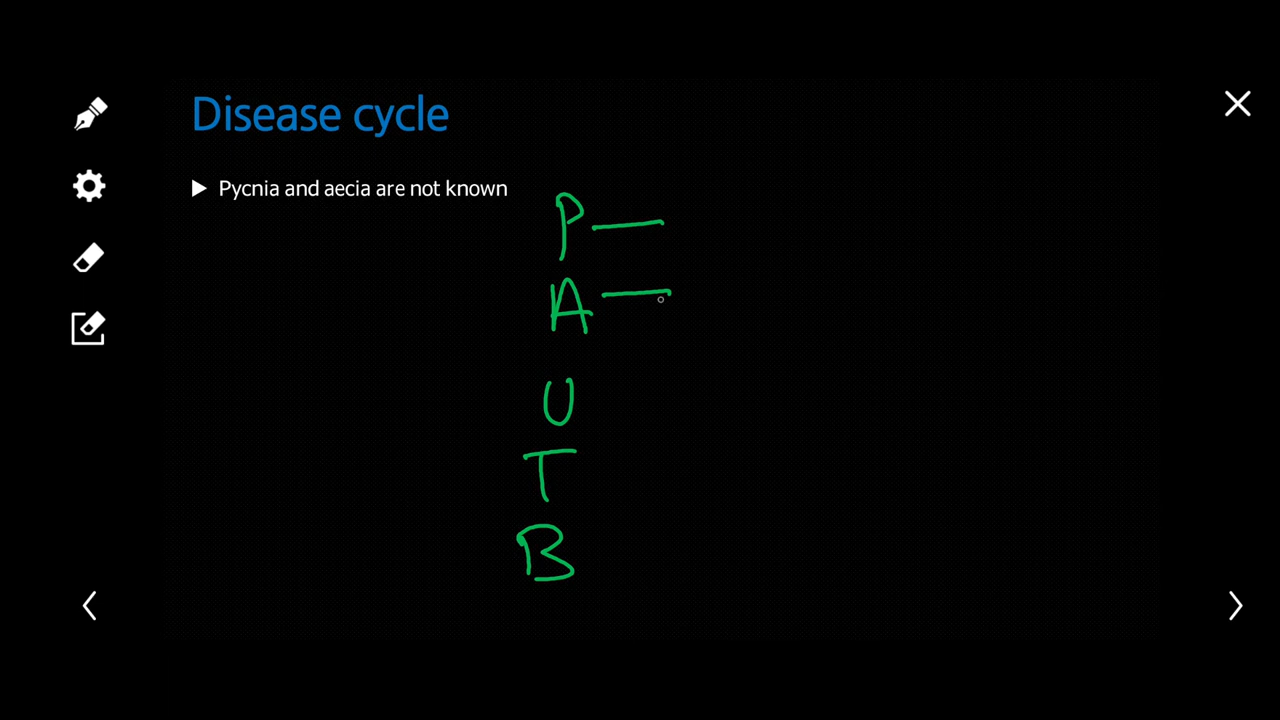 Disease cycle
Pycnia and aecia are not known
P —
A —
U
T
B